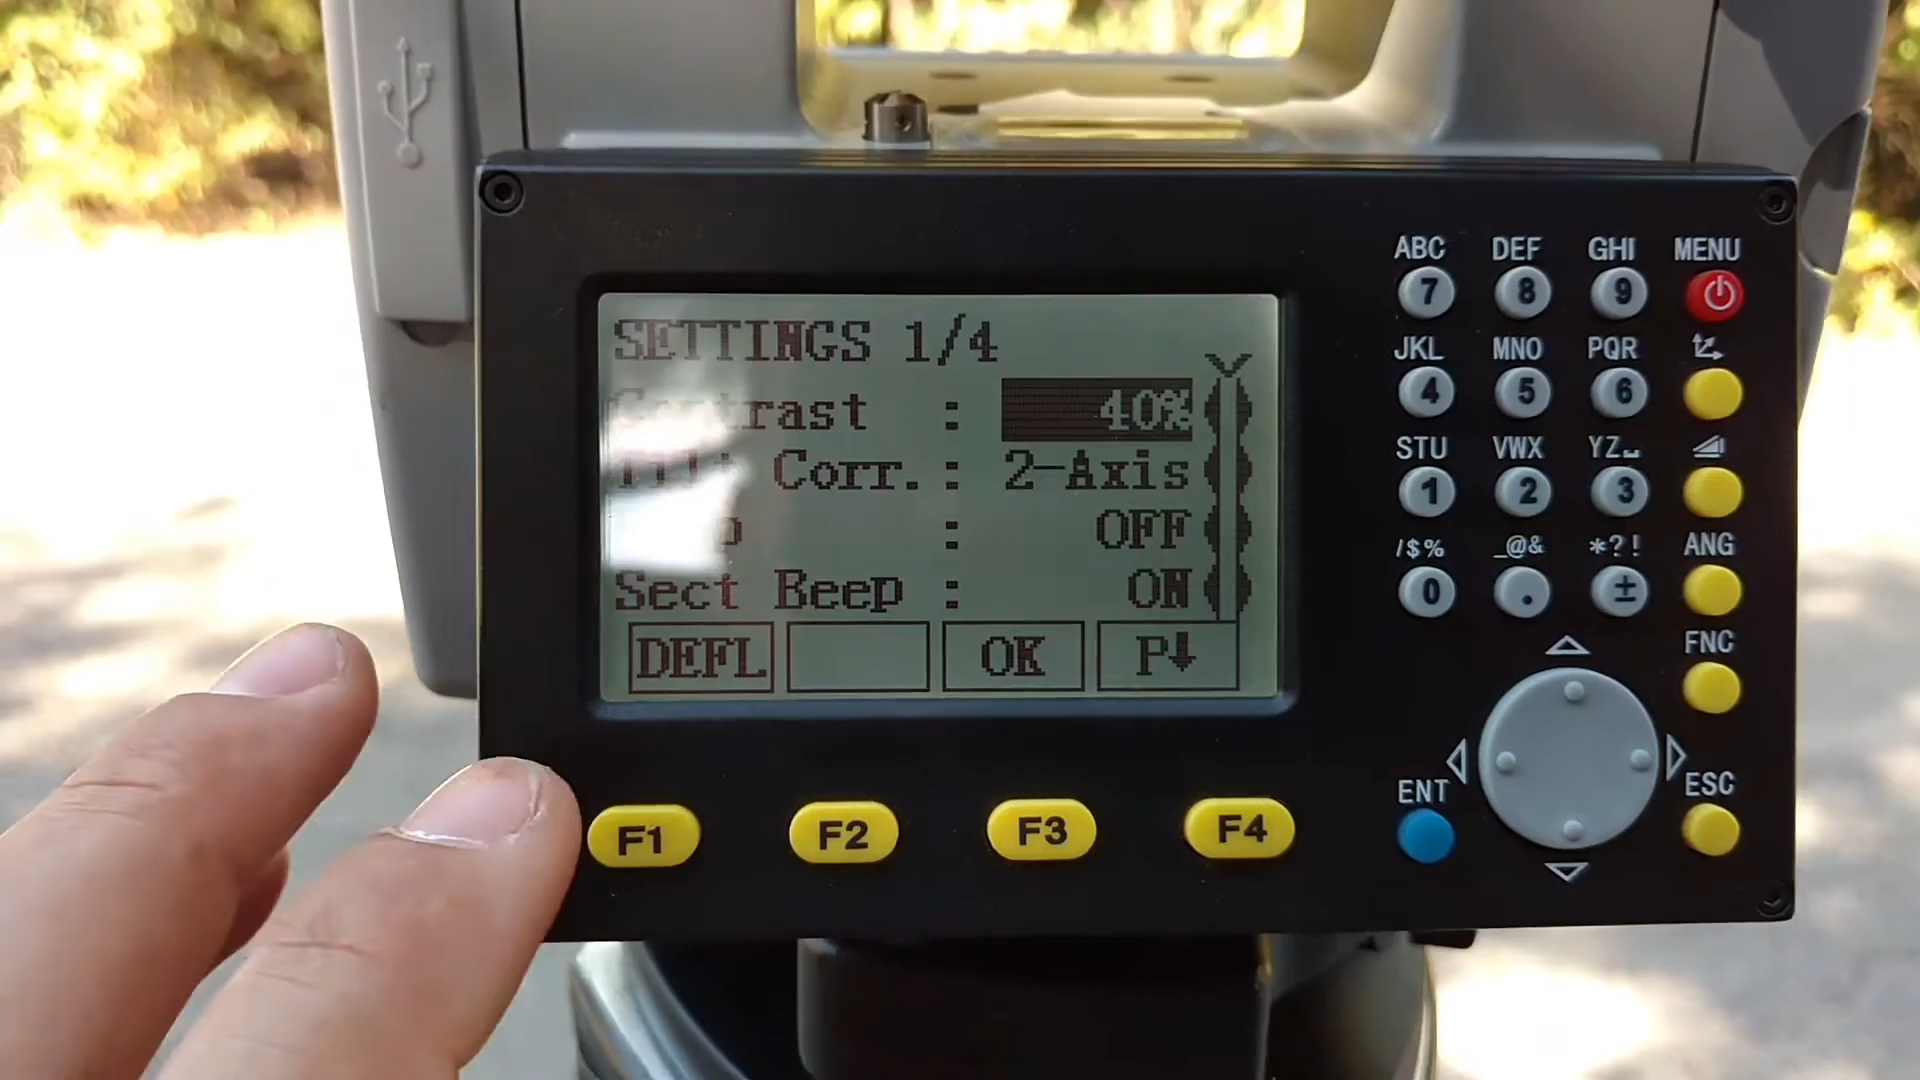 SETTINGS 1/4
Contrast : 40%
Tilt Corr. : 2-Axis
: OFF
Sect Beep : ON
DEFL OK P↓
F1 F2 F3 F4
ABC DEF GHI MENU
7 8 9
JKL MNO PQR
4 5 6
STU VWX YZ␣
1 2 3
/$% _@& *?! ANG
0 . ±
FNC
ENT ESC